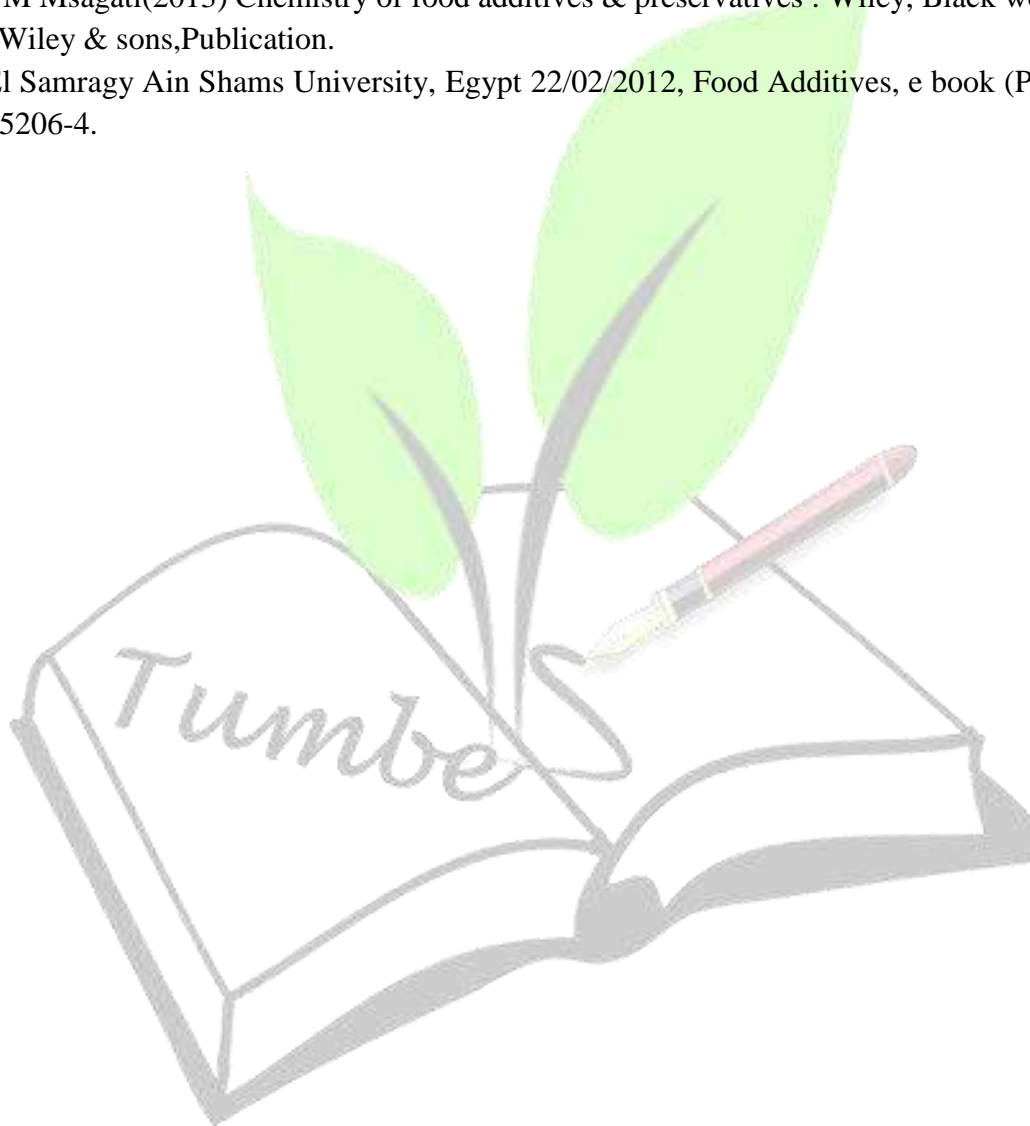 M Msagati(2013) Chemistry of food additives & preservatives . Wiley, Black
Wiley & sons,Publication.
El Samragy Ain Shams University, Egypt 22/02/2012, Food Additives, e book
5206-4.
Tumbe